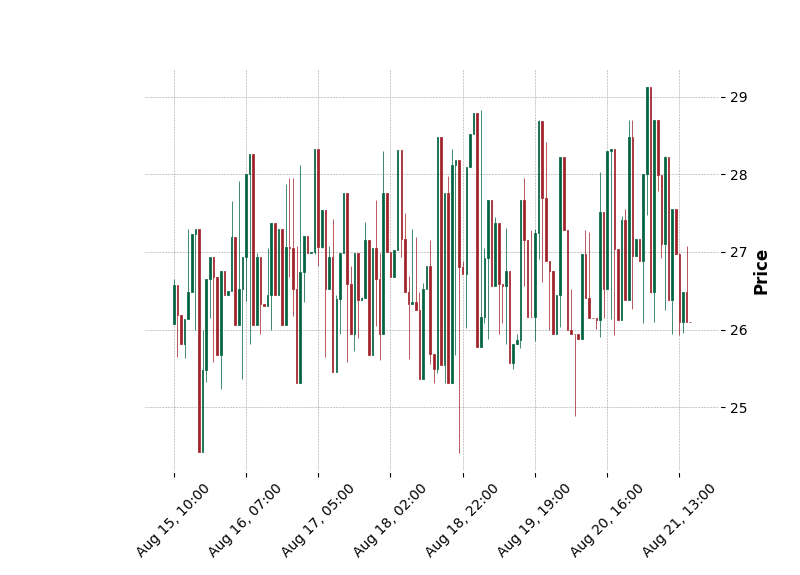 29
28
27
26
25
Price
Aug 15, 10:00
Aug 16, 07:00
Aug 17, 05:00
Aug 18, 02:00
Aug 18, 22:00
Aug 19, 19:00
Aug 20, 16:00
Aug 21, 13:00